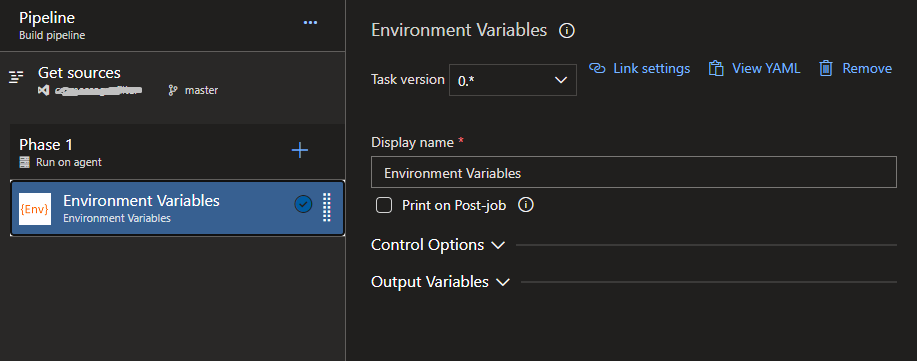 Pipeline
Build pipeline
Get sources
master
Phase 1
Run on agent
{Env}
Environment Variables
Environment Variables
Environment Variables
Task version
0.*
Link settings
View YAML
Remove
Display name *
Environment Variables
Print on Post-job
Control Options
Output Variables